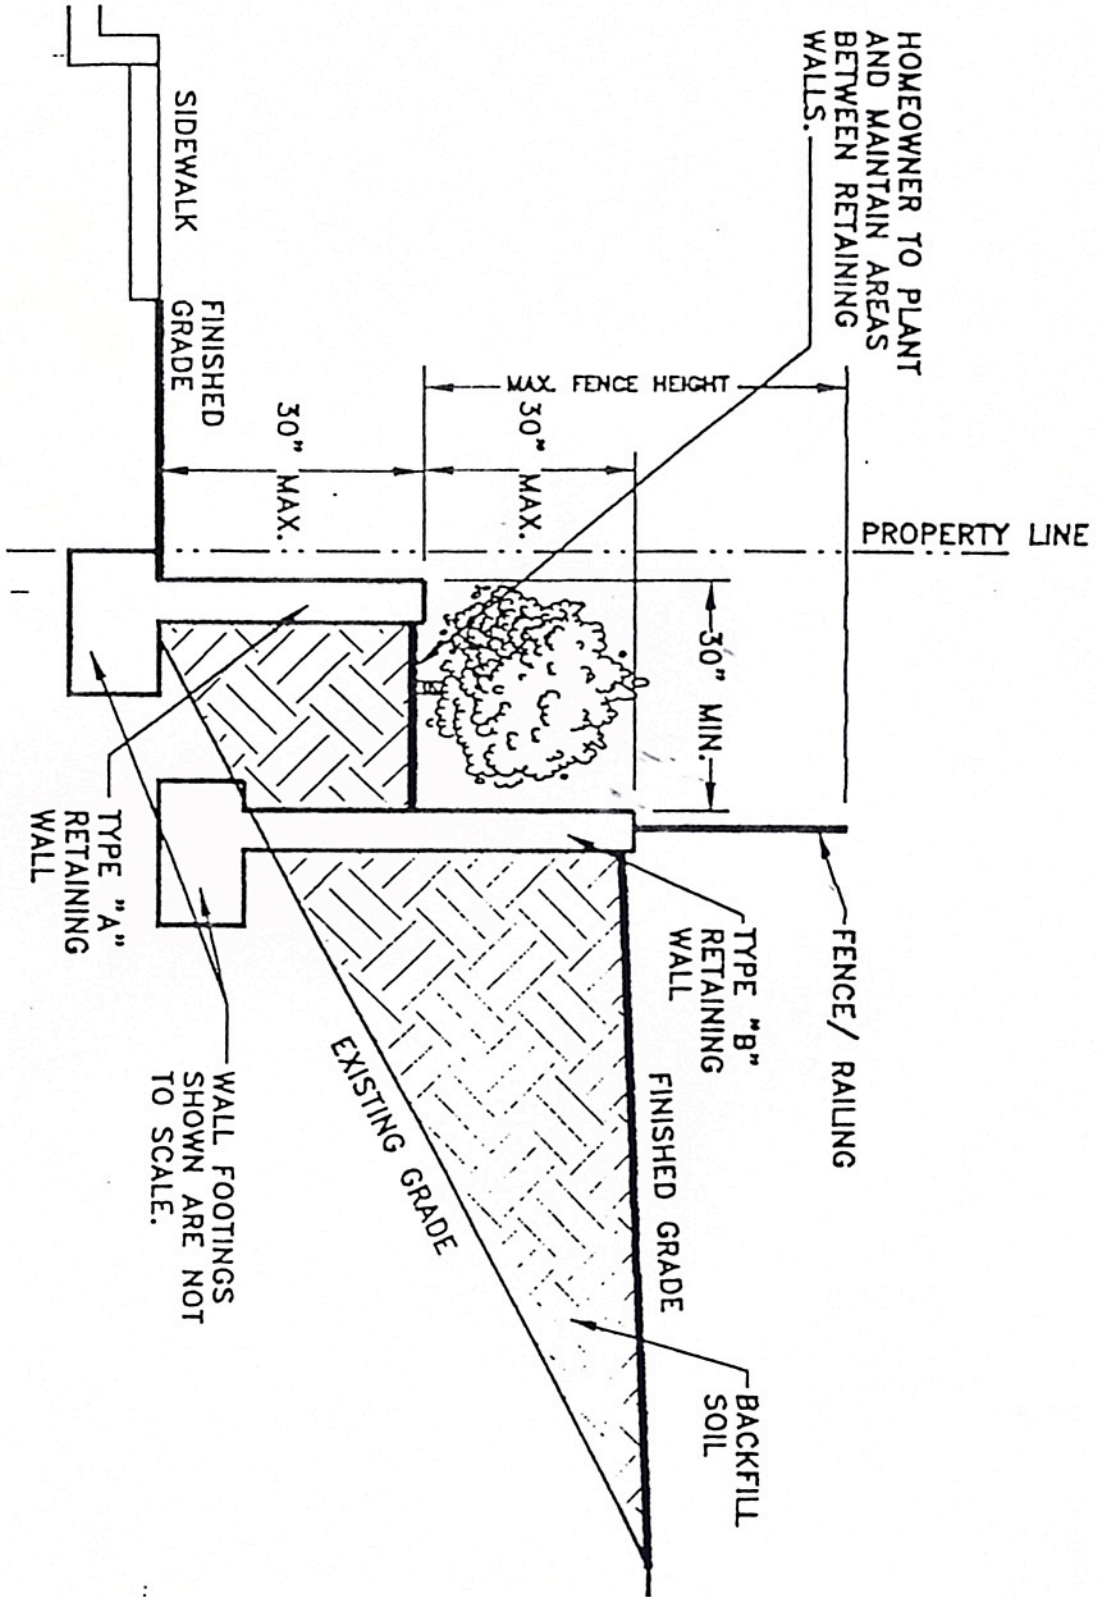 HOMEOWNER TO PLANT
AND MAINTAIN AREAS
BETWEEN RETAINING
WALLS.
MAX. FENCE HEIGHT
PROPERTY LINE
30" MAX.
30" MAX.
30" MIN.
SIDEWALK
FINISHED
GRADE
FENCE/ RAILING
TYPE "B"
RETAINING
WALL
FINISHED GRADE
BACKFILL
SOIL
EXISTING GRADE
TYPE "A"
RETAINING
WALL
WALL FOOTINGS
SHOWN ARE NOT
TO SCALE.